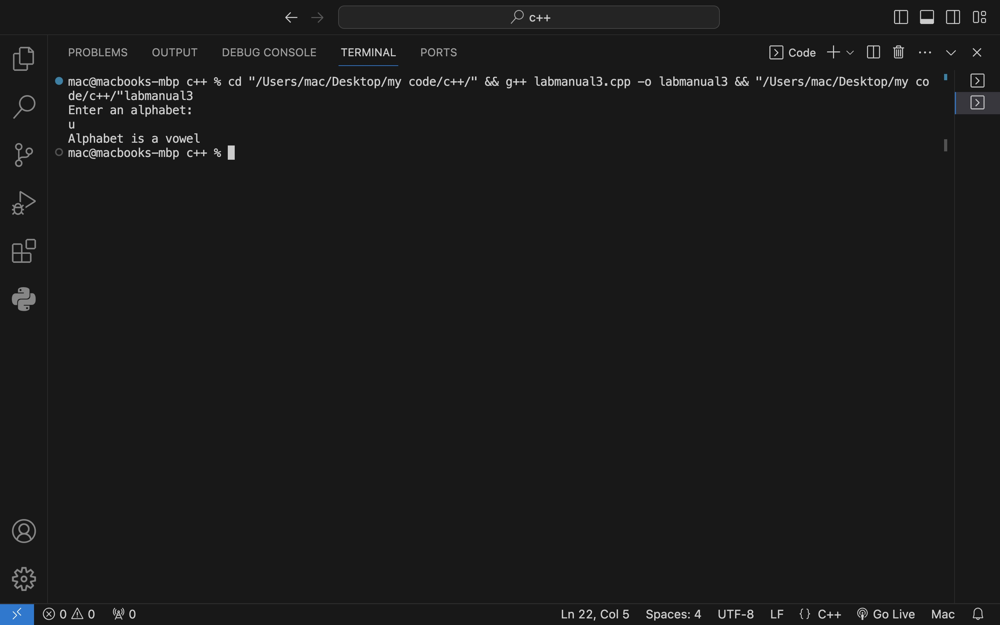 c++
PROBLEMS OUTPUT DEBUG CONSOLE TERMINAL PORTS Code
mac@macbooks-mbp c++ % cd "/Users/mac/Desktop/my code/c++/" && g++ labmanual3.cpp -o labmanual3 && "/Users/mac/Desktop/my co
de/c++/"labmanual3
Enter an alphabet:
u
Alphabet is a vowel
mac@macbooks-mbp c++ %
0 0 0 Ln 22, Col 5 Spaces: 4 UTF-8 LF {} C++ Go Live Mac